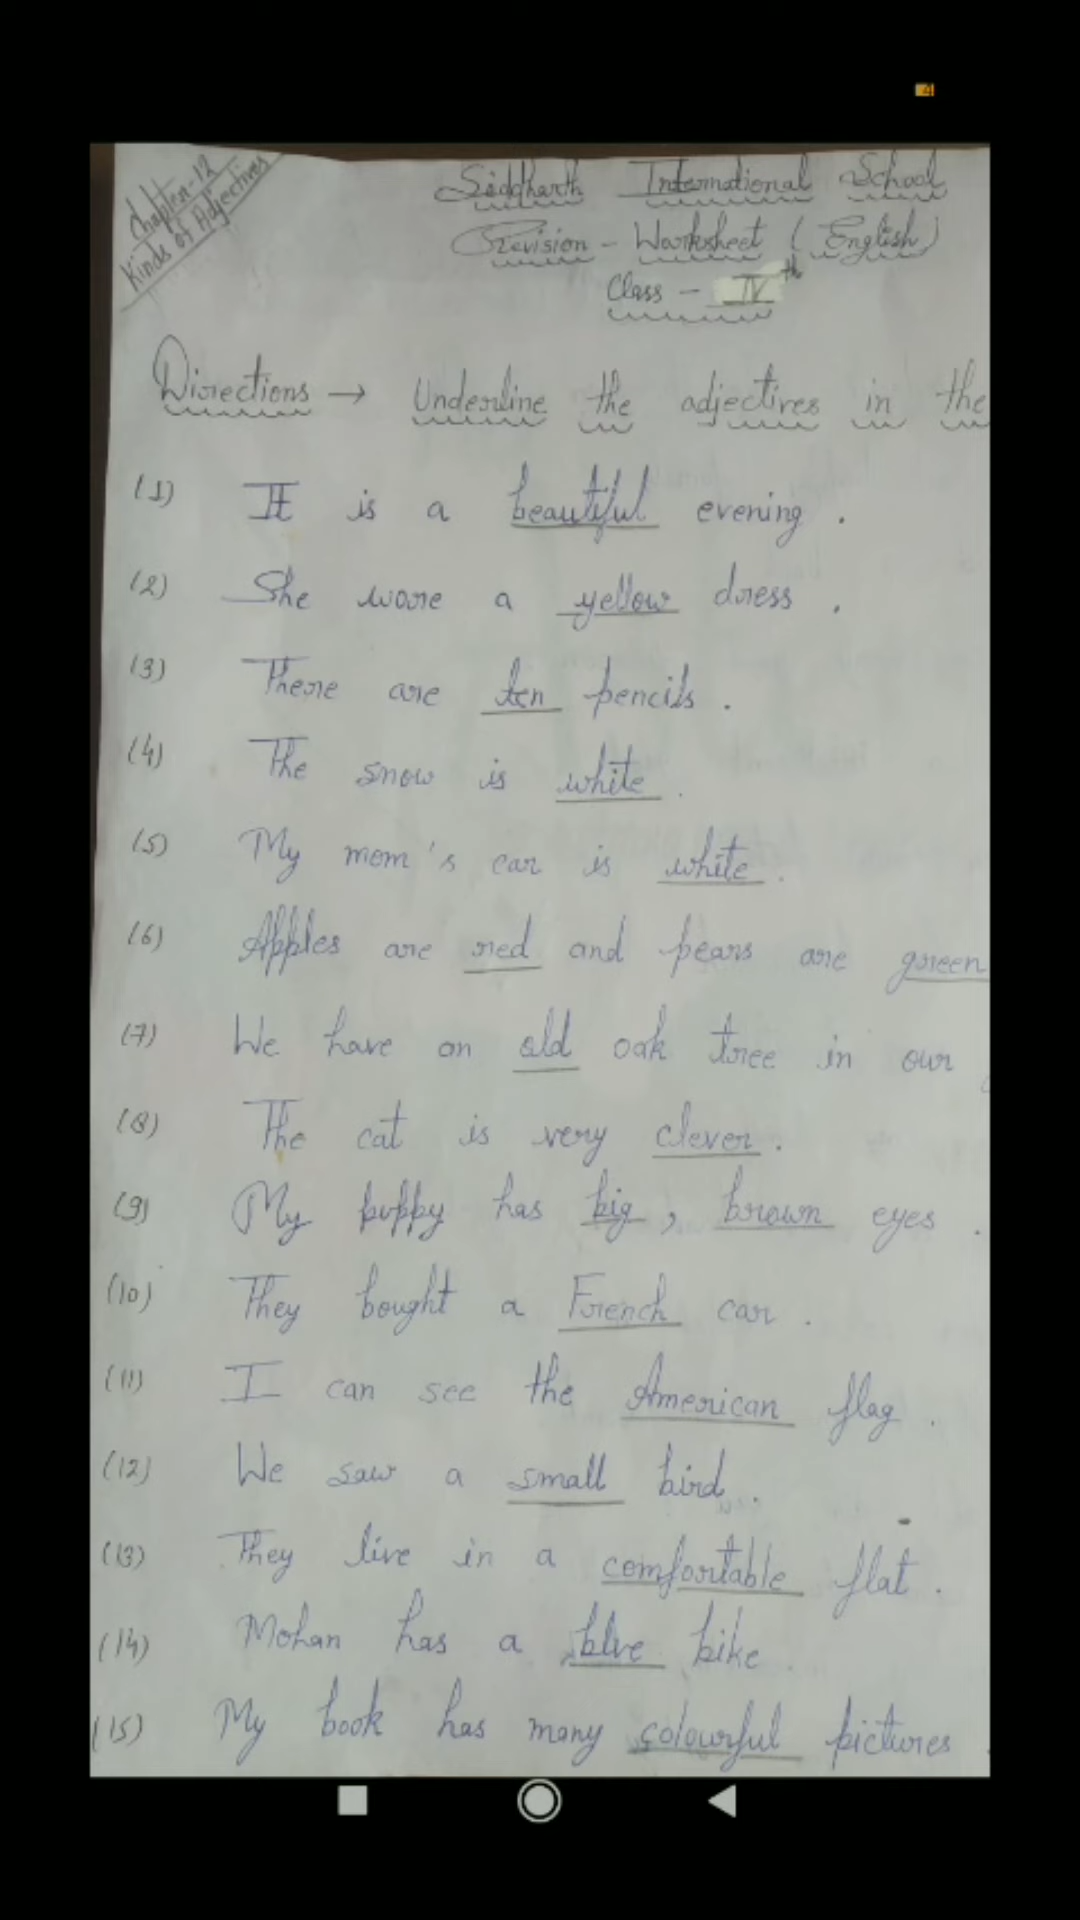 Chapter-12
Kinds of Adjectives
Siddharth International School
Revision - Worksheet (English)
Class - IVth
Directions → Underline the adjectives in the
(1) It is a beautiful evening.
(2) She wore a yellow dress.
(3) There are ten pencils.
(4) The snow is white.
(5) My mom's car is white.
(6) Apples are red and pears are green
(7) We have an old oak tree in our
(8) The cat is very clever.
(9) My puppy has big, brown eyes.
(10) They bought a French car.
(11) I can see the American flag.
(12) We saw a small bird.
(13) They live in a comfortable flat.
(14) Mohan has a blue bike.
(15) My book has many colourful pictures.